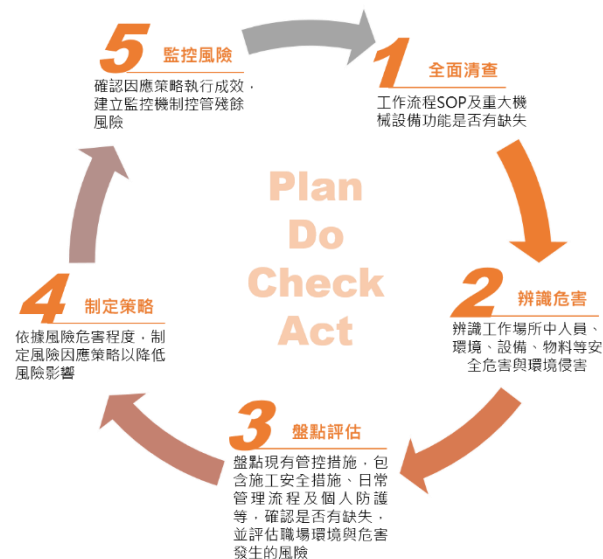 1 全面清查
工作流程SOP及重大機
械設備功能是否有缺失
2 辨識危害
辨識工作場所中人員、
環境、設備、物料等安
全危害與環境侵害
3 盤點評估
盤點現有管控措施，包
含施工安全措施、日常
管理流程及個人防護
等，確認是否有缺失，
並評估職場環境與危害
發生的風險
4 制定策略
依據風險危害程度，制
定風險因應策略以降低
風險影響
5 監控風險
確認因應策略執行成效，
建立監控機制控管殘餘
風險
Plan
Do
Check
Act